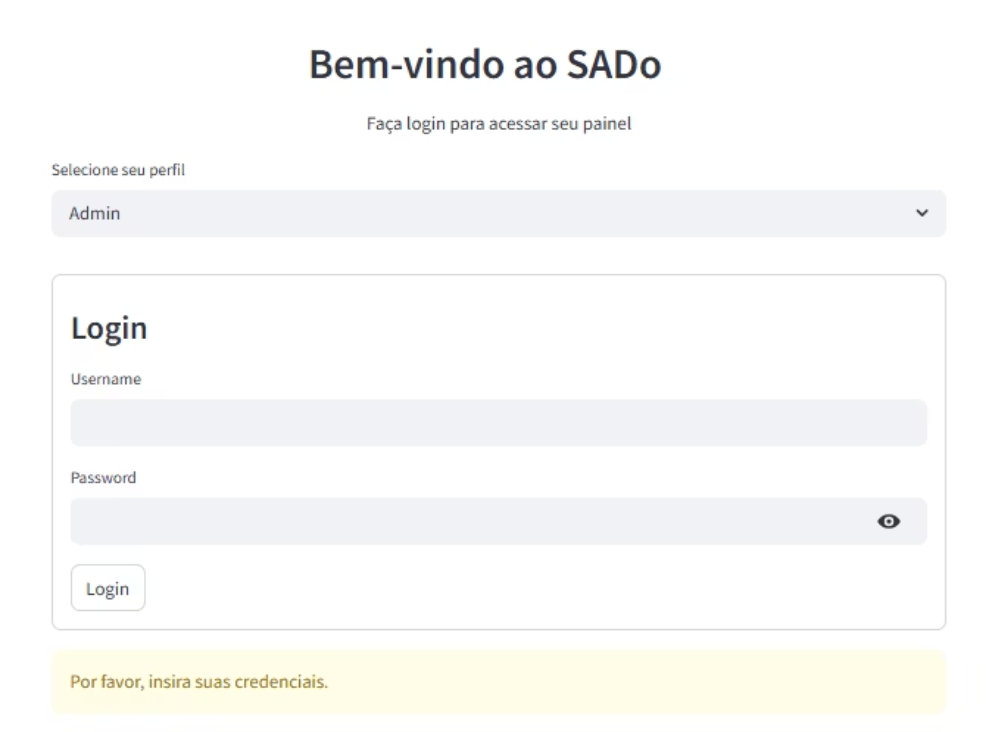 Bem-vindo ao SADo
Faça login para acessar seu painel
Selecione seu perfil
Admin
Login
Username
Password
Login
Por favor, insira suas credenciais.